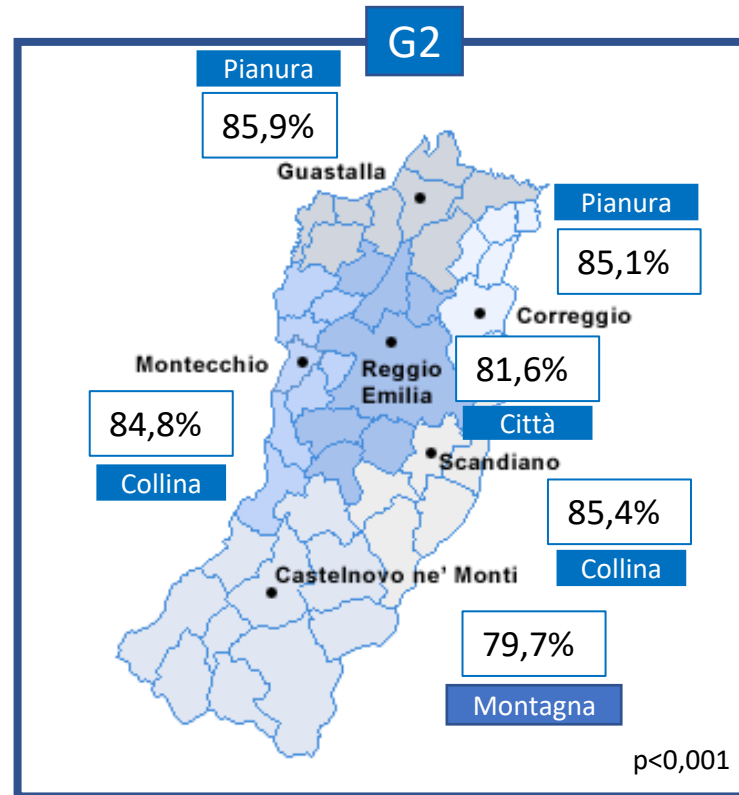 G2
Pianura
85,9%
Guastalla
Pianura
85,1%
Correggio
Montecchio
Reggio
Emilia
81,6%
Città
84,8%
Collina
Scandiano
85,4%
Collina
Castelnovo ne' Monti
79,7%
Montagna
p<0,001